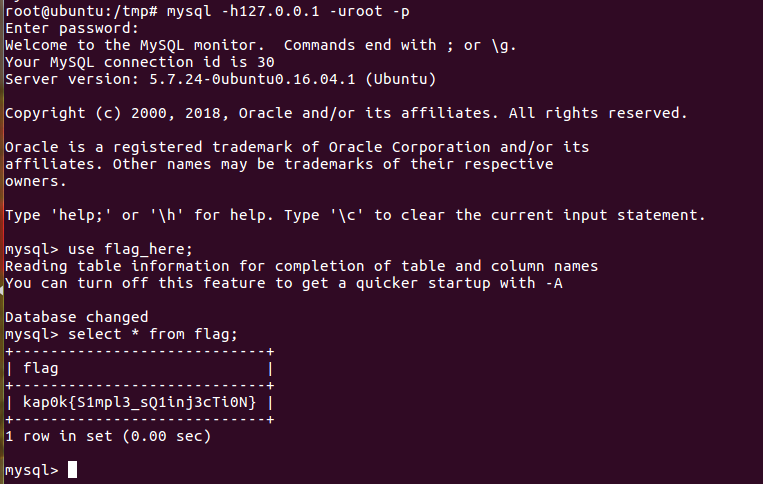 root@ubuntu:/tmp# mysql -h127.0.0.1 -uroot -p
Enter password:
Welcome to the MySQL monitor.  Commands end with ; or \g.
Your MySQL connection id is 30
Server version: 5.7.24-0ubuntu0.16.04.1 (Ubuntu)

Copyright (c) 2000, 2018, Oracle and/or its affiliates. All rights reserved.

Oracle is a registered trademark of Oracle Corporation and/or its
affiliates. Other names may be trademarks of their respective
owners.

Type 'help;' or '\h' for help. Type '\c' to clear the current input statement.

mysql> use flag_here;
Reading table information for completion of table and column names
You can turn off this feature to get a quicker startup with -A

Database changed
mysql> select * from flag;
+----------------------------+
| flag                       |
+----------------------------+
| kap0k{S1mpl3_sQ1inj3cTi0N} |
+----------------------------+
1 row in set (0.00 sec)

mysql>